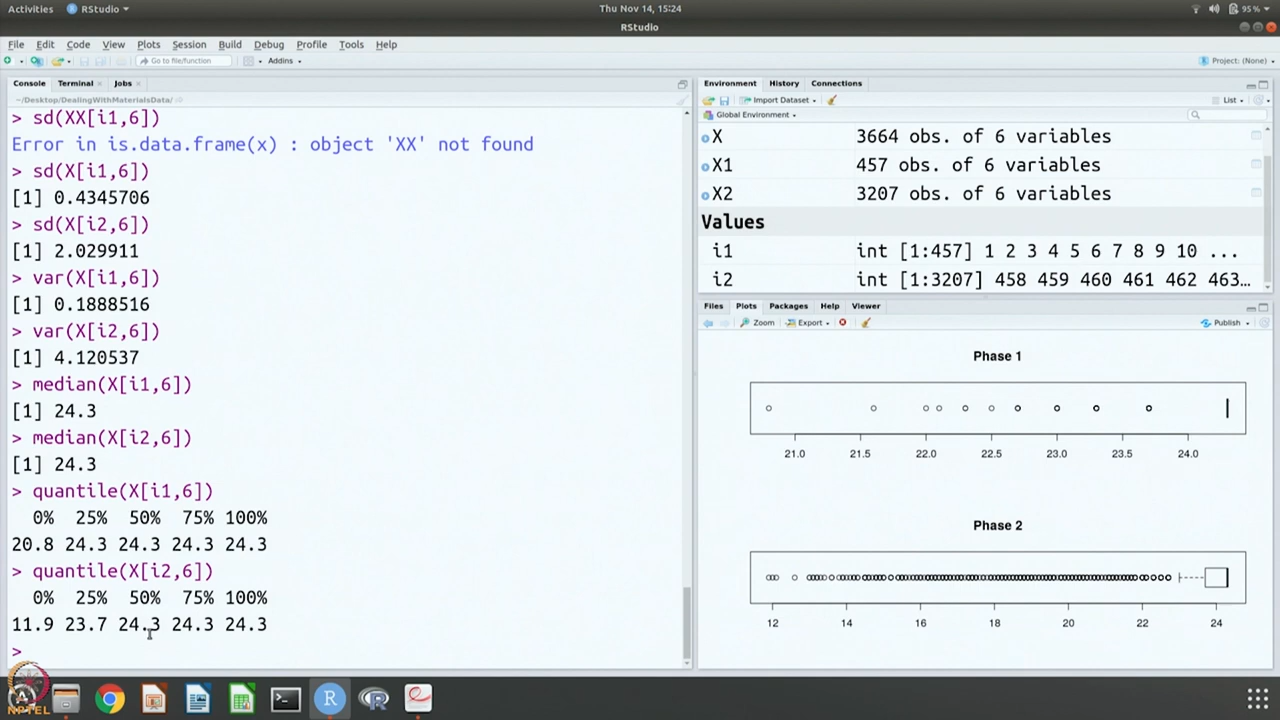 Activities RStudio Thu Nov 14, 15:24 95%
RStudio
File Edit Code View Plots Session Build Debug Profile Tools Help
Go to file/function Addins Project: (None)
Console Terminal Jobs
~/Desktop/DealingWithMaterialsData/
> sd(XX[i1,6])
Error in is.data.frame(x) : object 'XX' not found
> sd(X[i1,6])
[1] 0.4345706
> sd(X[i2,6])
[1] 2.029911
> var(X[i1,6])
[1] 0.1888516
> var(X[i2,6])
[1] 4.120537
> median(X[i1,6])
[1] 24.3
> median(X[i2,6])
[1] 24.3
> quantile(X[i1,6])
0% 25% 50% 75% 100%
20.8 24.3 24.3 24.3 24.3
> quantile(X[i2,6])
0% 25% 50% 75% 100%
11.9 23.7 24.3 24.3 24.3
>
Environment History Connections
Import Dataset List
Global Environment
X 3664 obs. of 6 variables
X1 457 obs. of 6 variables
X2 3207 obs. of 6 variables
Values
i1 int [1:457] 1 2 3 4 5 6 7 8 9 10 ...
i2 int [1:3207] 458 459 460 461 462 463…
Files Plots Packages Help Viewer
Zoom Export Publish
Phase 1
21.0 21.5 22.0 22.5 23.0 23.5 24.0
Phase 2
12 14 16 18 20 22 24
NPTEL